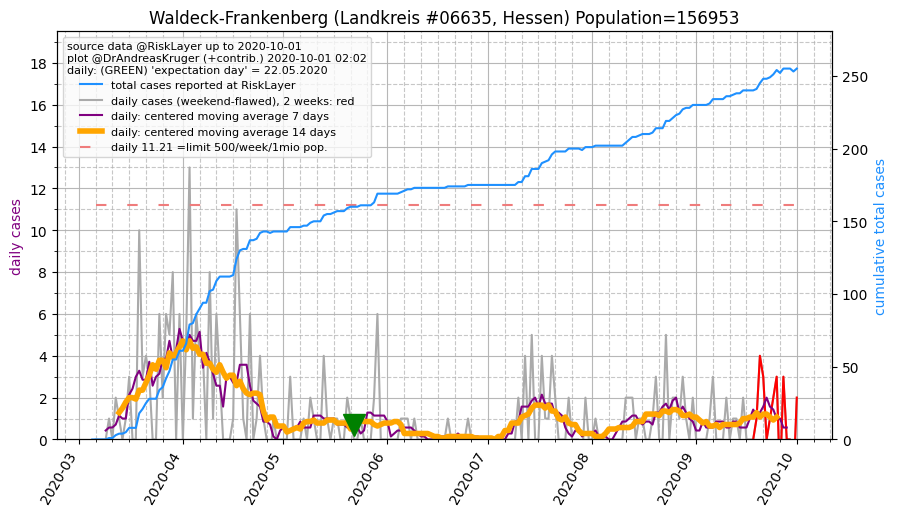 Waldeck-Frankenberg (Landkreis #06635, Hessen) Population=156953
source data @RiskLayer up to 2020-10-01
plot @DrAndreasKruger (+contrib.) 2020-10-01 02:02
daily: (GREEN) 'expectation day' = 22.05.2020
total cases reported at RiskLayer
daily cases (weekend-flawed), 2 weeks: red
daily: centered moving average 7 days
daily: centered moving average 14 days
daily 11.21 =limit 500/week/1mio pop.
daily cases
18
16
14
12
10
8
6
4
2
0
cumulative total cases
250
200
150
100
50
0
2020-03
2020-04
2020-05
2020-06
2020-07
2020-08
2020-09
2020-10